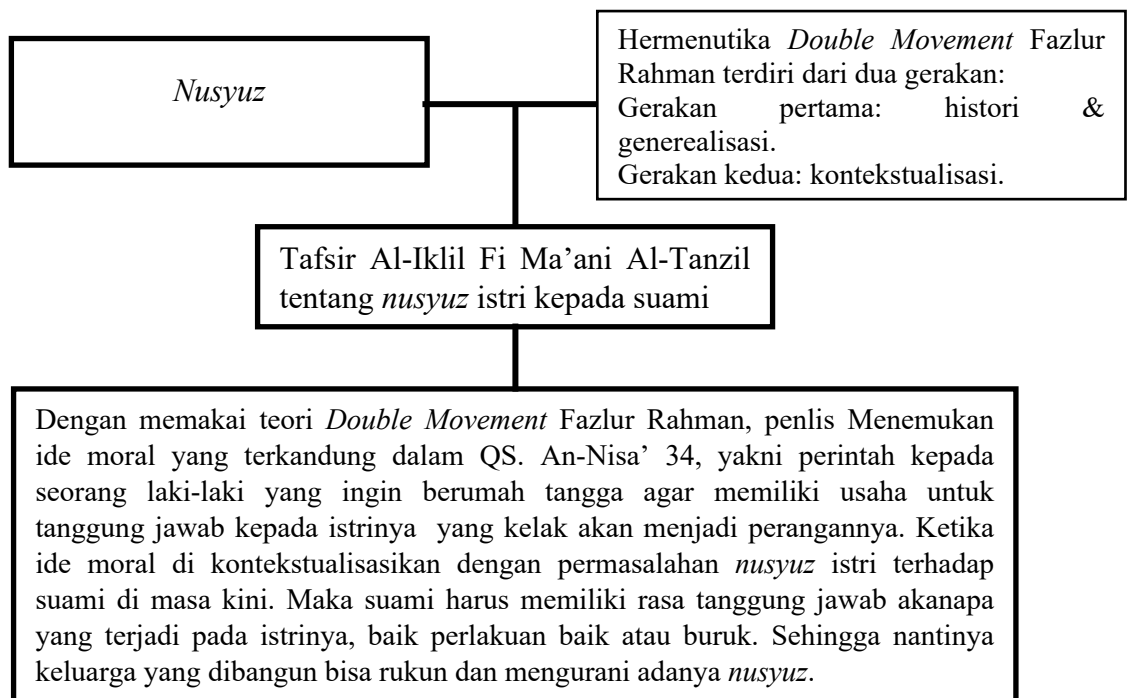 Nusyuz
Hermenutika Double Movement Fazlur
Rahman terdiri dari dua gerakan:
Gerakan pertama: histori &
generealisasi.
Gerakan kedua: kontekstualisasi.
Tafsir Al-Iklil Fi Ma’ani Al-Tanzil
tentang nusyuz istri kepada suami
Dengan memakai teori Double Movement Fazlur Rahman, penlis Menemukan
ide moral yang terkandung dalam QS. An-Nisa’ 34, yakni perintah kepada
seorang laki-laki yang ingin berumah tangga agar memiliki usaha untuk
tanggung jawab kepada istrinya yang kelak akan menjadi perangannya. Ketika
ide moral di kontekstualisasikan dengan permasalahan nusyuz istri terhadap
suami di masa kini. Maka suami harus memiliki rasa tanggung jawab akanapa
yang terjadi pada istrinya, baik perlakuan baik atau buruk. Sehingga nantinya
keluarga yang dibangun bisa rukun dan mengurani adanya nusyuz.